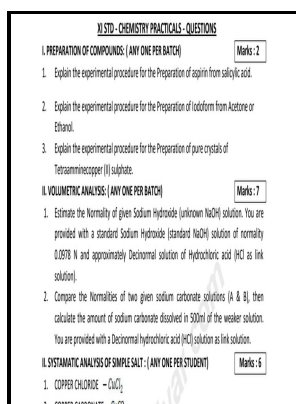 XI STD - CHEMISTRY PRACTICALS - QUESTIONS
I. PREPARATION OF COMPOUNDS: ( ANY ONE PER BATCH) Marks : 2
1. Explain the experimental procedure for the Preparation of aspirin from salicylic acid.
2. Explain the experimental procedure for the Preparation of Iodoform from Acetone or
Ethanol.
3. Explain the experimental procedure for the Preparation of pure crystals of
Tetraamminecopper (II) sulphate.
II. VOLUMETRIC ANALYSIS: ( ANY ONE PER BATCH) Marks : 7
1. Estimate the Normality of given Sodium Hydroxide (unknown NaOH) solution. You are
provided with a standard Sodium Hydroxide (standard NaOH) solution of normality
0.0978 N and approximately Decinormal solution of Hydrochloric acid (HCl as link
solution).
2. Compare the Normalities of two given sodium carbonate solutions (A & B), then
calculate the amount of sodium carbonate dissolved in 500ml of the weaker solution.
You are provided with a Decinormal hydrochloric acid (HCl) solution as link solution.
II. SYSTAMATIC ANALYSIS OF SIMPLE SALT : ( ANY ONE PER STUDENT) Marks : 6
1. COPPER CHLORIDE – CuCl₂